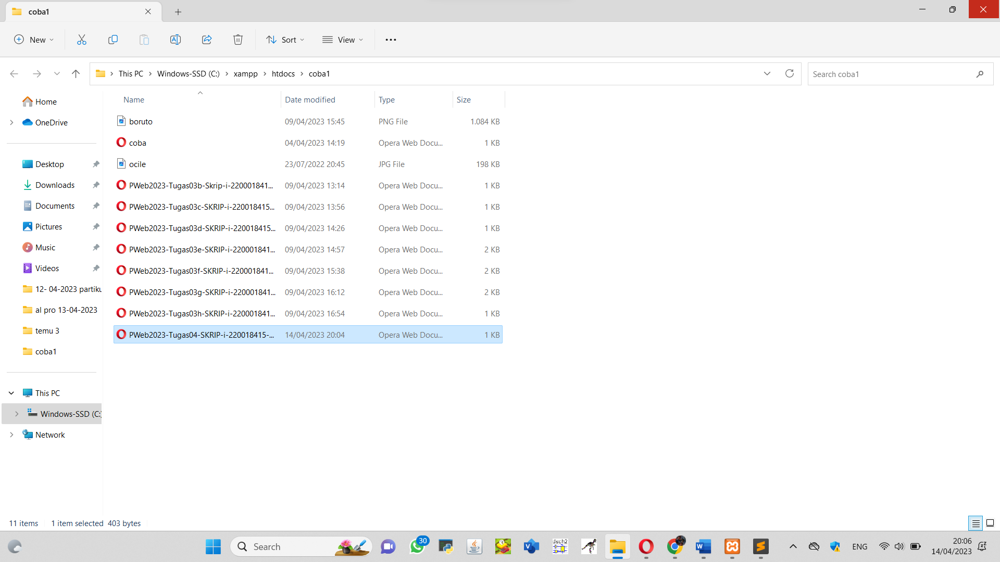 coba1
New
Sort
View
This PC > Windows-SSD (C:) > xampp > htdocs > coba1
Search coba1
Home
OneDrive
Desktop
Downloads
Documents
Pictures
Music
Videos
12- 04-2023 partiku
al pro 13-04-2023
temu 3
coba1
This PC
Windows-SSD (C:)
Network
Name Date modified Type Size
boruto 09/04/2023 15:45 PNG File 1.084 KB
coba 04/04/2023 14:19 Opera Web Docu... 1 KB
ocile 23/07/2022 20:45 JPG File 198 KB
PWeb2023-Tugas03b-Skrip-i-220001841... 09/04/2023 13:14 Opera Web Docu... 1 KB
PWeb2023-Tugas03c-SKRIP-i-220018415... 09/04/2023 13:56 Opera Web Docu... 1 KB
PWeb2023-Tugas03d-SKRIP-i-220018415... 09/04/2023 14:26 Opera Web Docu... 1 KB
PWeb2023-Tugas03e-SKRIP-i-220001841... 09/04/2023 14:57 Opera Web Docu... 2 KB
PWeb2023-Tugas03f-SKRIP-i-220001841... 09/04/2023 15:38 Opera Web Docu... 2 KB
PWeb2023-Tugas03g-SKRIP-i-220001841... 09/04/2023 16:12 Opera Web Docu... 2 KB
PWeb2023-Tugas03h-SKRIP-i-220001841... 09/04/2023 16:54 Opera Web Docu... 1 KB
PWeb2023-Tugas04-SKRIP-i-220018415-... 14/04/2023 20:04 Opera Web Docu... 1 KB
11 items 1 item selected 403 bytes
Search
30
dsch2
ENG
20:06
14/04/2023